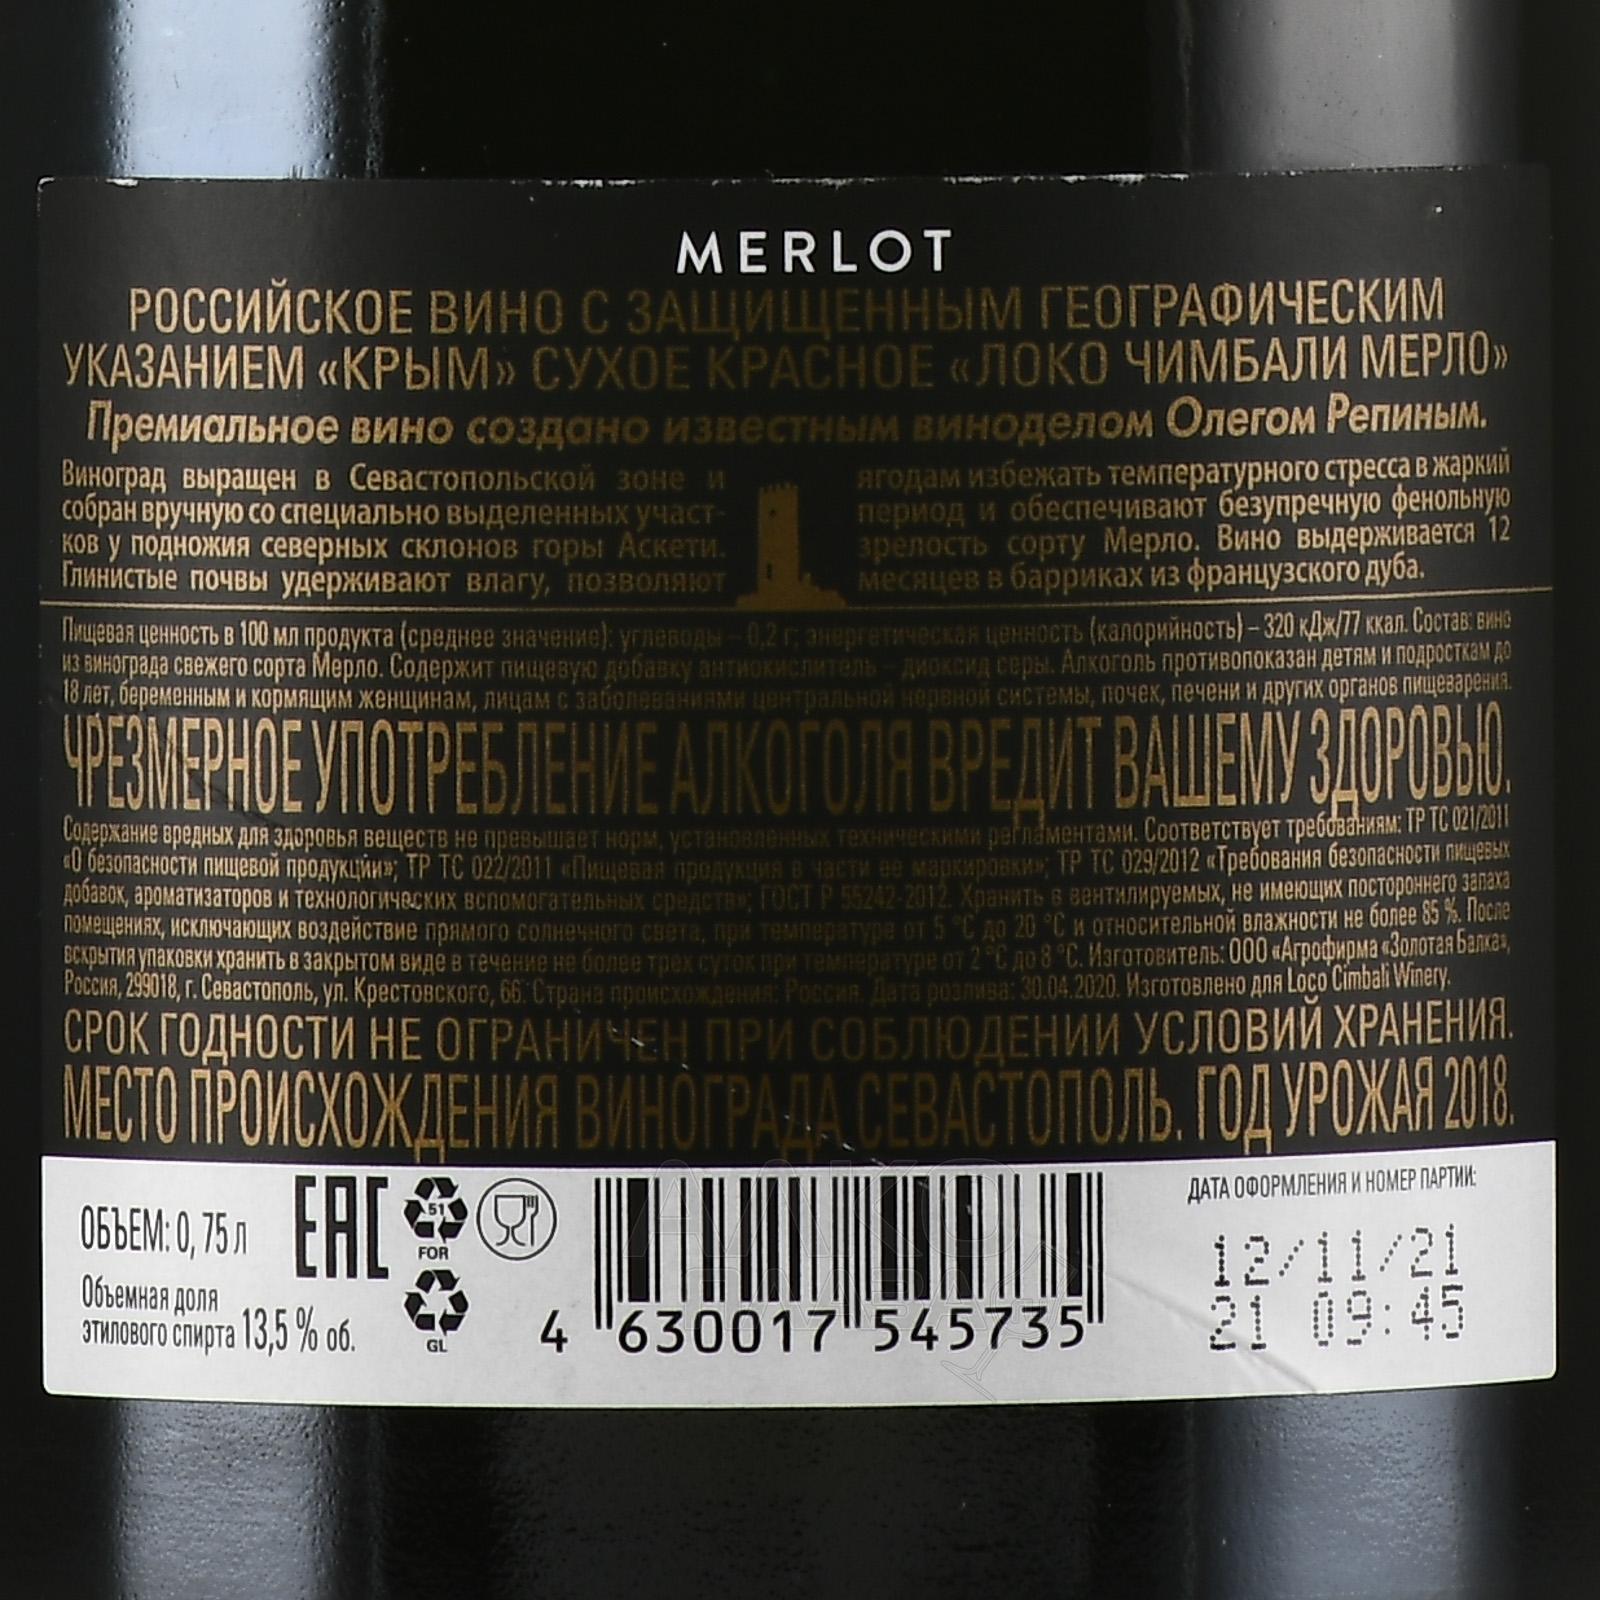 MERLOT
РОССИЙСКОЕ ВИНО С ЗАЩИЩЕННЫМ ГЕОГРАФИЧЕСКИМ
УКАЗАНИЕМ «КРЫМ» СУХОЕ КРАСНОЕ «ЛОКО ЧИМБАЛИ МЕРЛО»
Премиальное вино создано известным виноделом Олегом Репиным.
Виноград выращен в Севастопольской зоне и
собран вручную со специально выделенных участ-
ков у подножия северных склонов горы Аскети.
Глинистые почвы удерживают влагу, позволяют
ягодам избежать температурного стресса в жаркий
период и обеспечивают безупречную фенольную
зрелость сорту Мерло. Вино выдерживается 12
месяцев в барриках из французского дуба.
Пищевая ценность в 100 мл продукта (среднее значение): углеводы – 0,2 г; энергетическая ценность (калорийность) – 320 кДж/77 ккал. Состав: вино
из винограда свежего сорта Мерло. Содержит пищевую добавку антиокислитель – диоксид серы. Алкоголь противопоказан детям и подросткам до
18 лет, беременным и кормящим женщинам, лицам с заболеваниями центральной нервной системы, почек, печени и других органов пищеварения.
ЧРЕЗМЕРНОЕ УПОТРЕБЛЕНИЕ АЛКОГОЛЯ ВРЕДИТ ВАШЕМУ ЗДОРОВЬЮ.
Содержание вредных для здоровья веществ не превышает норм, установленных техническими регламентами. Соответствует требованиям: ТР ТС 021/2011
«О безопасности пищевой продукции»; ТР ТС 022/2011 «Пищевая продукция в части ее маркировки»; ТР ТС 029/2012 «Требования безопасности пищевых
добавок, ароматизаторов и технологических вспомогательных средств»; ГОСТ Р 55242-2012. Хранить в вентилируемых, не имеющих постороннего запаха
помещениях, исключающих воздействие прямого солнечного света, при температуре от 5 °С до 20 °С и относительной влажности не более 85 %. После
вскрытия упаковки хранить в закрытом виде в течение не более трех суток при температуре от 2 °С до 8 °С. Изготовитель: ООО «Агрофирма «Золотая Балка»,
Россия, 299018, г. Севастополь, ул. Крестовского, 66. Страна происхождения: Россия. Дата розлива: 30.04.2020. Изготовлено для Loco Cimbali Winery.
СРОК ГОДНОСТИ НЕ ОГРАНИЧЕН ПРИ СОБЛЮДЕНИИ УСЛОВИЙ ХРАНЕНИЯ.
МЕСТО ПРОИСХОЖДЕНИЯ ВИНОГРАДА СЕВАСТОПОЛЬ. ГОД УРОЖАЯ 2018.
ОБЪЕМ: 0, 75 л
Объемная доля
этилового спирта 13,5 % об.
EAC
51
FOR
GL
4 630017 545735
ДАТА ОФОРМЛЕНИЯ И НОМЕР ПАРТИИ:
12/11/21
21 09:45